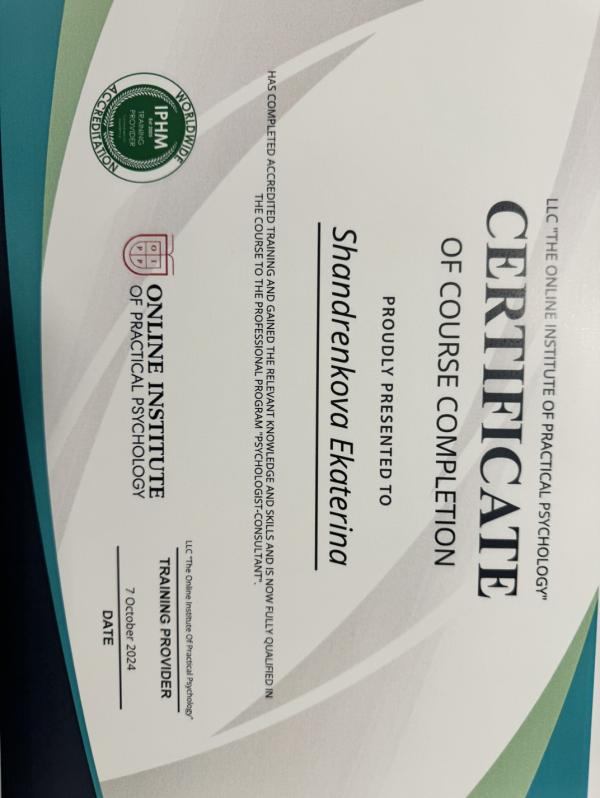 LLC "THE ONLINE INSTITUTE OF PRACTICAL PSYCHOLOGY"
CERTIFICATE
OF COURSE COMPLETION
PROUDLY PRESENTED TO
Shandrenkova Ekaterina
HAS COMPLETED ACCREDITED TRAINING AND GAINED THE RELEVANT KNOWLEDGE AND SKILLS AND IS NOW FULLY QUALIFIED IN
THE COURSE TO THE PROFESSIONAL PROGRAM "PSYCHOLOGIST-CONSULTANT".
WORLDWIDE
IPHM
TRAINING
PROVIDER
ACCREDITATION
OIPP
ONLINE INSTITUTE
OF PRACTICAL PSYCHOLOGY
LLC "The Online Institute Of Practical Psychology"
TRAINING PROVIDER
7 October 2024
DATE